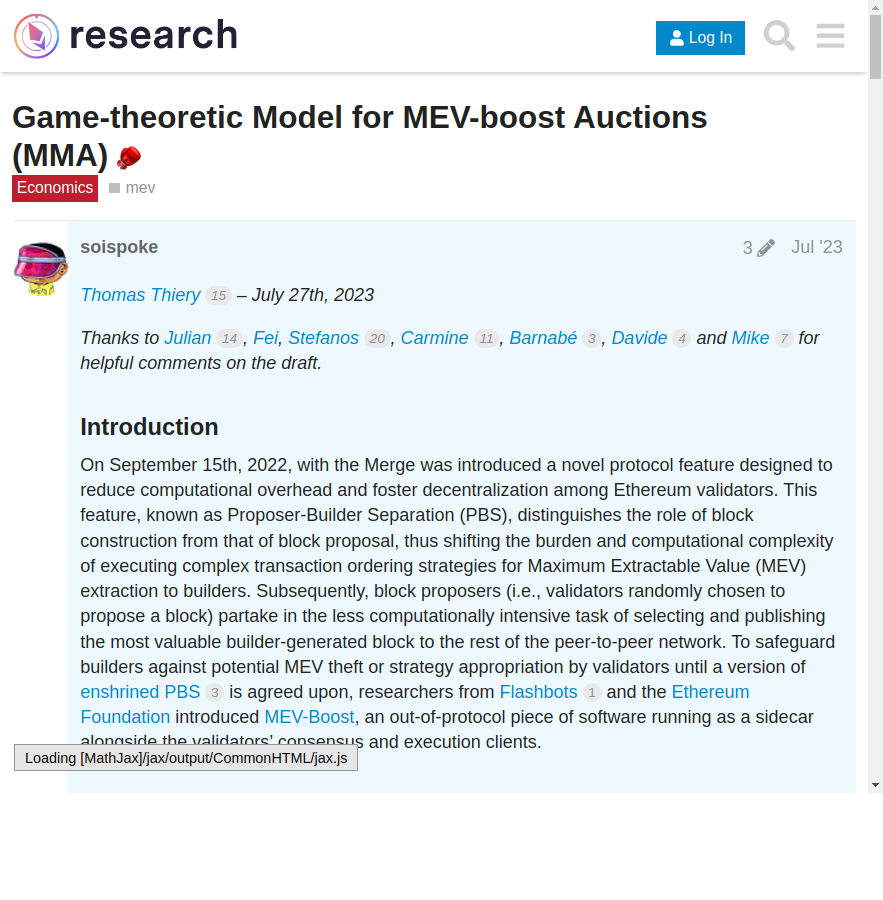 research
Log In
Game-theoretic Model for MEV-boost Auctions
(MMA)
Economics mev
soispoke 3 Jul '23
Thomas Thiery 15 – July 27th, 2023
Thanks to Julian 14 , Fei, Stefanos 20 , Carmine 11 , Barnabé 3 , Davide 4 and Mike 7 for
helpful comments on the draft.
Introduction
On September 15th, 2022, with the Merge was introduced a novel protocol feature designed to
reduce computational overhead and foster decentralization among Ethereum validators. This
feature, known as Proposer-Builder Separation (PBS), distinguishes the role of block
construction from that of block proposal, thus shifting the burden and computational complexity
of executing complex transaction ordering strategies for Maximum Extractable Value (MEV)
extraction to builders. Subsequently, block proposers (i.e., validators randomly chosen to
propose a block) partake in the less computationally intensive task of selecting and publishing
the most valuable builder-generated block to the rest of the peer-to-peer network. To safeguard
builders against potential MEV theft or strategy appropriation by validators until a version of
enshrined PBS 3 is agreed upon, researchers from Flashbots 1 and the Ethereum
Foundation introduced MEV-Boost, an out-of-protocol piece of software running as a sidecar
alongside the validators' consensus and execution clients.
Loading [MathJax]/jax/output/CommonHTML/jax.js